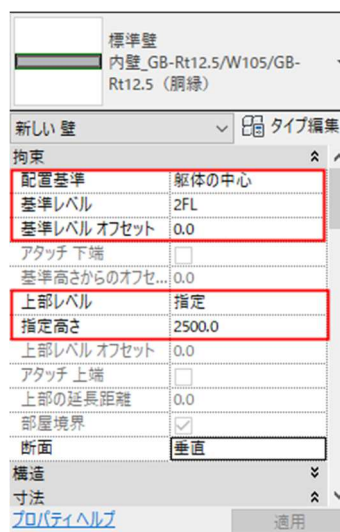 標準壁
内壁_GB-Rt12.5/W105/GB-
Rt12.5（胴縁）
新しい 壁
タイプ編集
拘束
配置基準 躯体の中心
基準レベル 2FL
基準レベル オフセット 0.0
アタッチ 下端
基準高さからのオフセ... 0.0
上部レベル 指定
指定高さ 2500.0
上部レベル オフセット 0.0
アタッチ 上端
上部の延長距離 0.0
部屋境界
断面 垂直
構造
寸法
プロパティ ヘルプ
適用